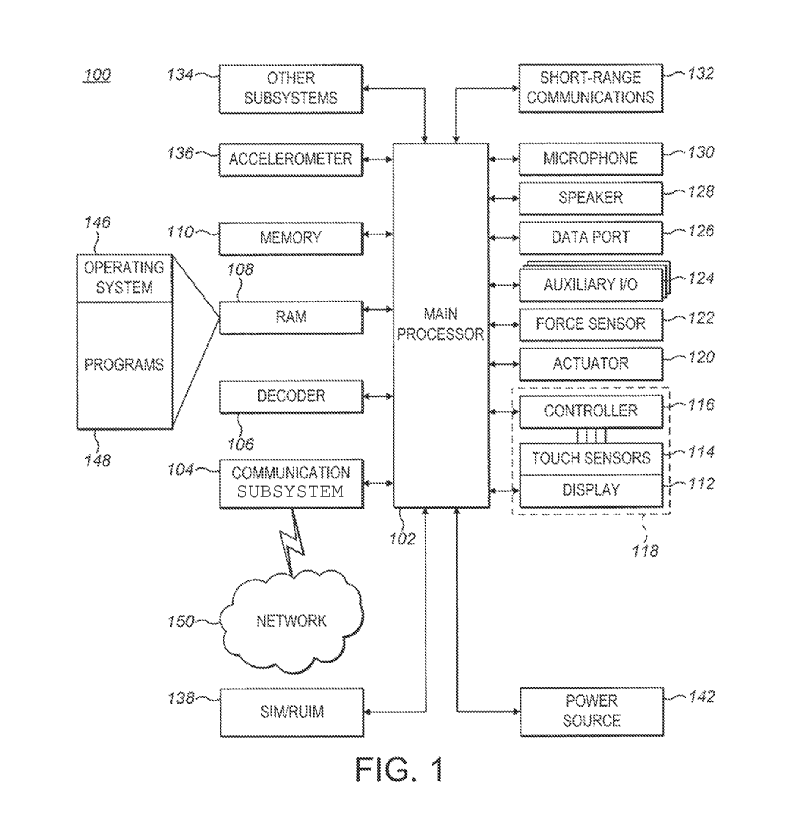 100
134
OTHER
SUBSYSTEMS
SHORT-RANGE
COMMUNICATIONS
132
136
ACCELEROMETER
MICROPHONE
130
SPEAKER
128
110
MEMORY
DATA PORT
126
146
OPERATING
SYSTEM
PROGRAMS
148
108
RAM
MAIN
PROCESSOR
AUXILIARY I/O
124
FORCE SENSOR
122
ACTUATOR
120
DECODER
106
CONTROLLER
116
104
COMMUNICATION
SUBSYSTEM
TOUCH SENSORS
114
DISPLAY
112
102
118
150
NETWORK
138
SIM/RUIM
POWER
SOURCE
142
FIG. 1